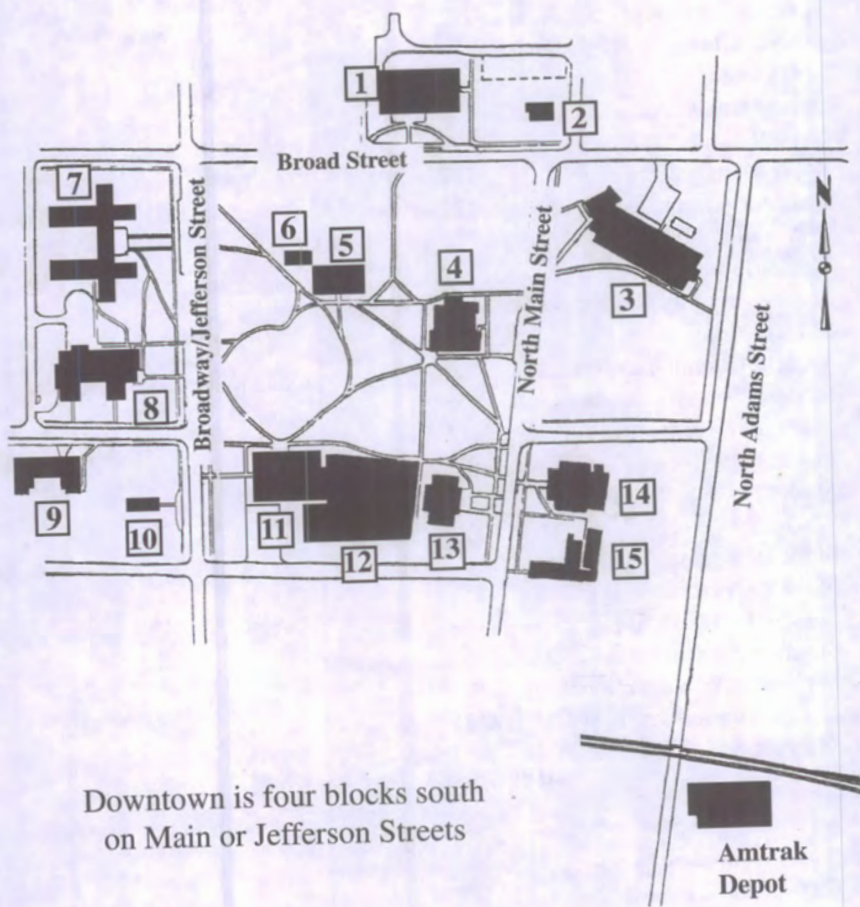 1
2
Broad Street
7
6
5
4
3
N
Broadway/Jefferson Street
North Main Street
North Adams Street
8
9
10
11
12
13
14
15
Downtown is four blocks south
on Main or Jefferson Streets
Amtrak
Depot